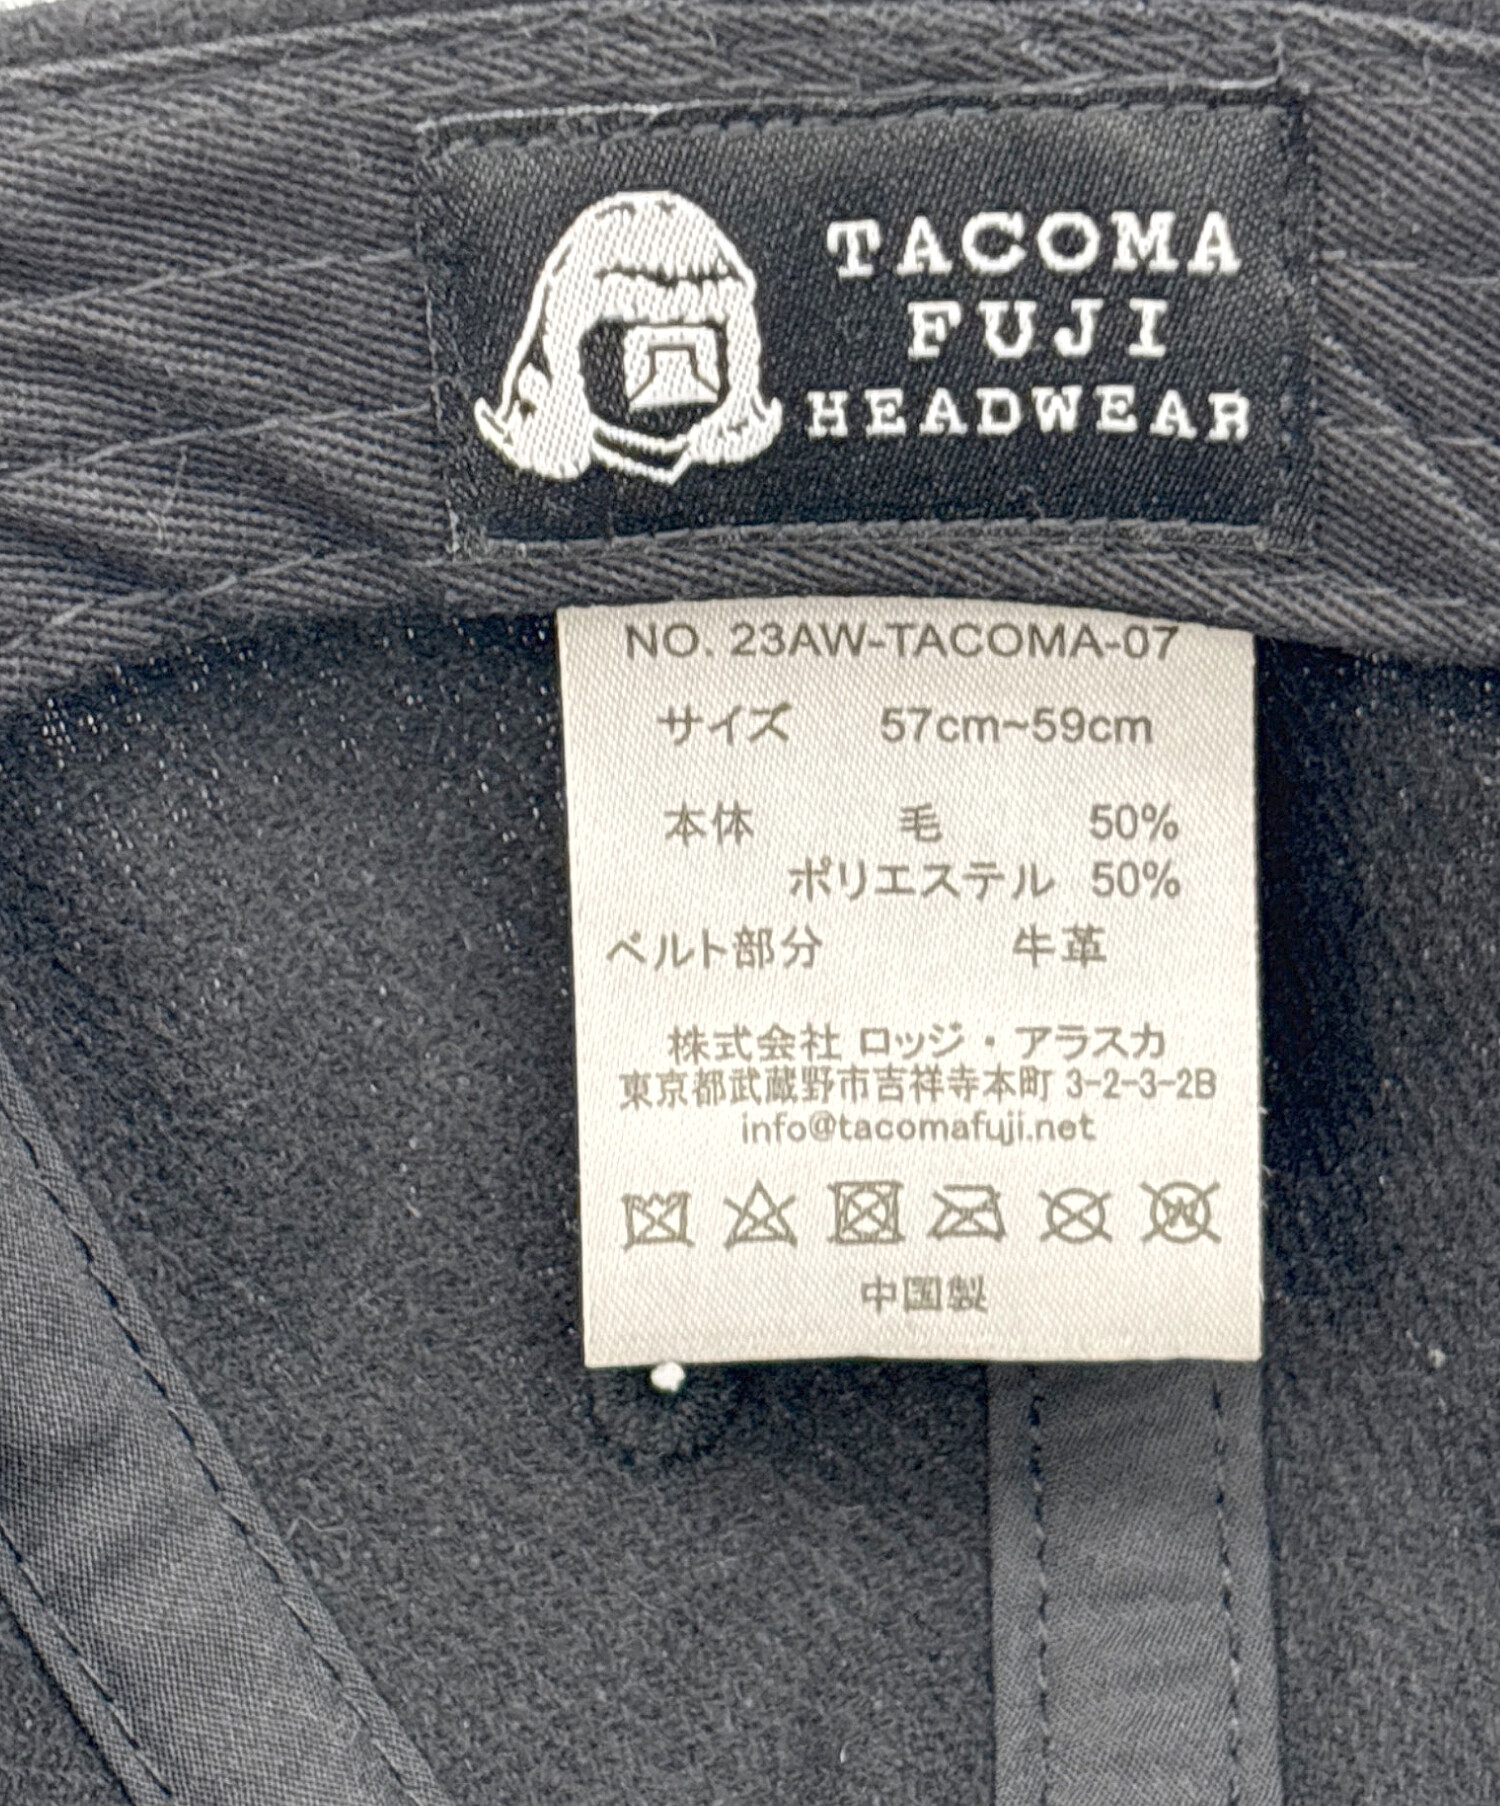 TACOMA
FUJI
HEADWEAR
NO. 23AW-TACOMA-07
サイズ 57cm~59cm
本体 毛 50%
ポリエステル 50%
ベルト部分 牛革
株式会社 ロッジ・アラスカ
東京都武蔵野市吉祥寺本町 3-2-3-2B
info@tacomafuji.net
W
中国製